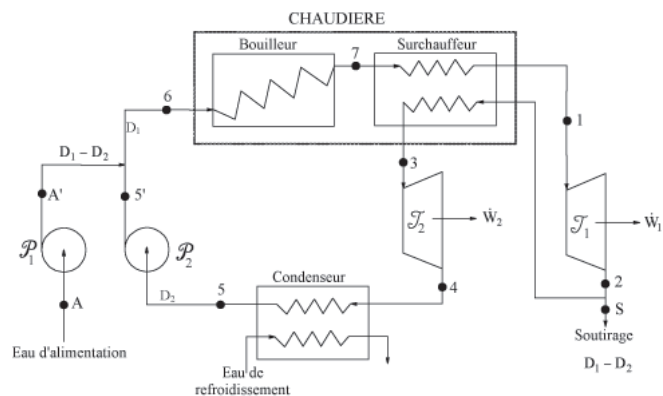 CHAUDIERE
Bouilleur
7
Surchauffeur
6
D₁
1
D₁ – D₂
3
A'
5'
𝒯₂
Ẇ₂
𝒯₁
Ẇ₁
𝒫₁
𝒫₂
Condenseur
2
4
A
D₂
5
S
Eau d'alimentation
Soutirage
Eau de
refroidissement
D₁ – D₂